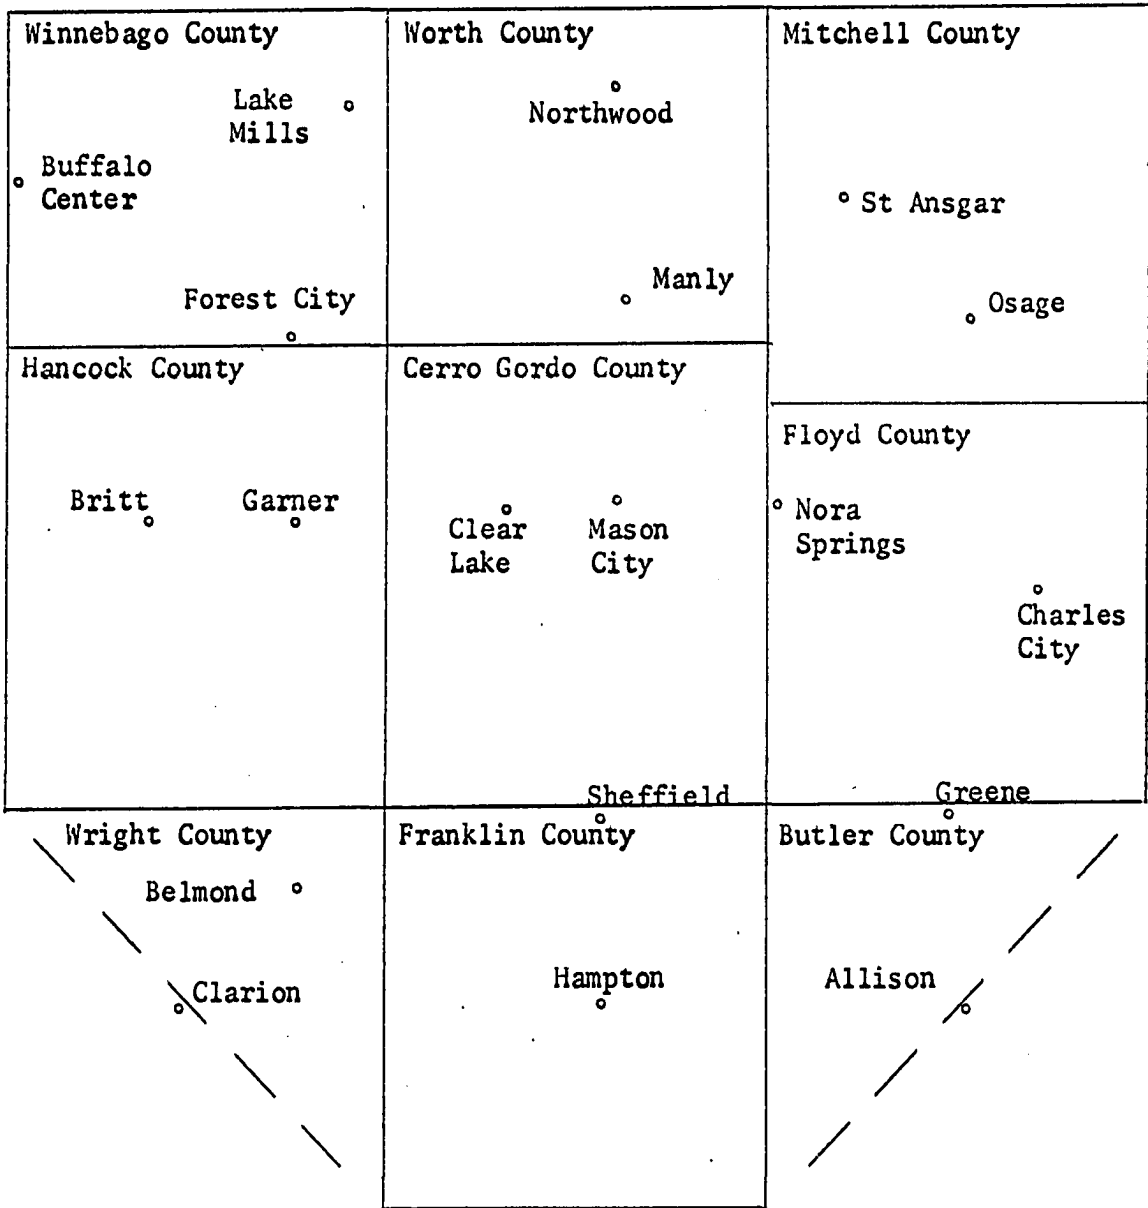 Winnebago County
Worth County
Mitchell County
Lake
Mills
Northwood
Buffalo
Center
St Ansgar
Forest City
Manly
Osage
Hancock County
Cerro Gordo County
Floyd County
Britt
Garner
Clear
Lake
Mason
City
Nora
Springs
Charles
City
Sheffield
Greene
Wright County
Franklin County
Butler County
Belmond
Clarion
Hampton
Allison